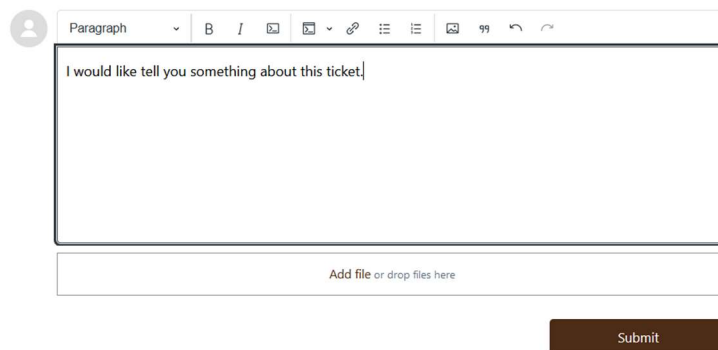 Paragraph
I would like tell you something about this ticket.
Add file or drop files here
Submit